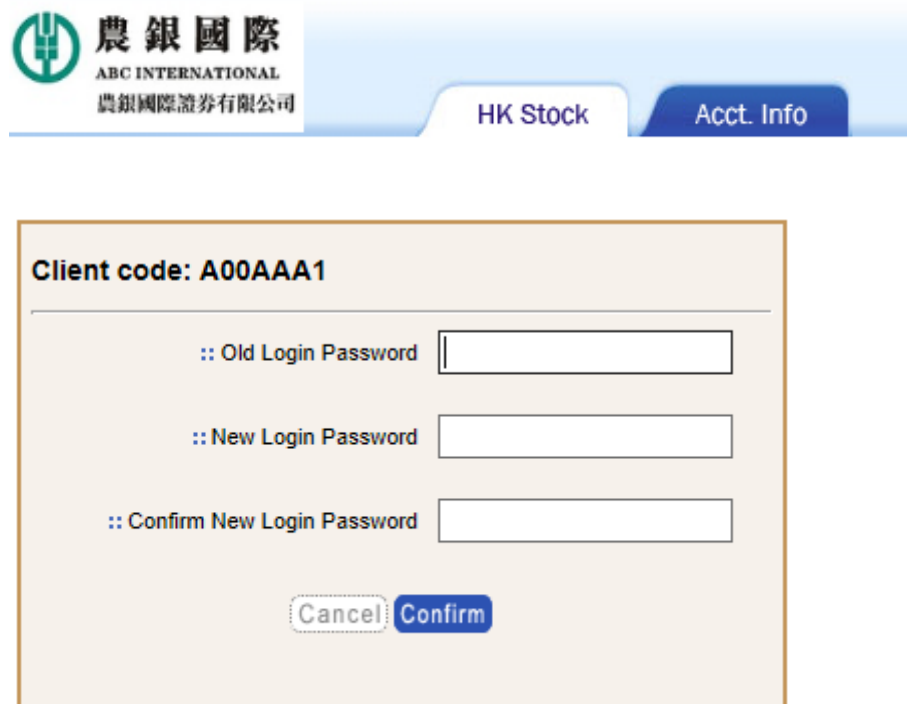 農銀國際
ABC INTERNATIONAL
農銀國際證券有限公司
HK Stock
Acct. Info
Client code: A00AAA1
:: Old Login Password
:: New Login Password
:: Confirm New Login Password
Cancel Confirm